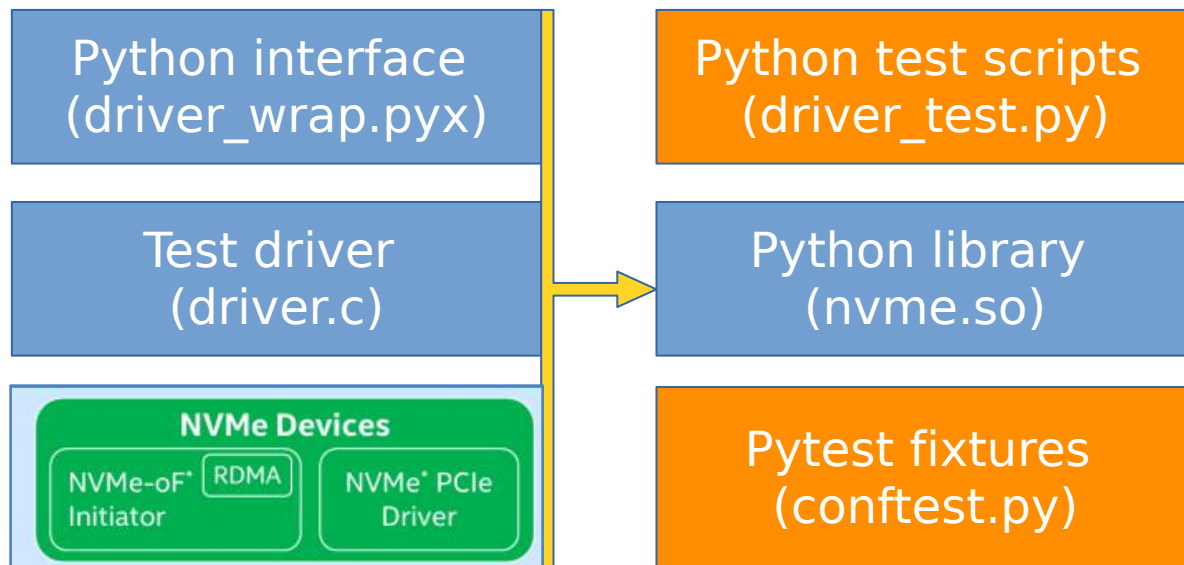 Python interface
(driver_wrap.pyx)
Test driver
(driver.c)
NVMe Devices
NVMe-oF* RDMA
Initiator
NVMe* PCIe
Driver
Python test scripts
(driver_test.py)
Python library
(nvme.so)
Pytest fixtures
(conftest.py)